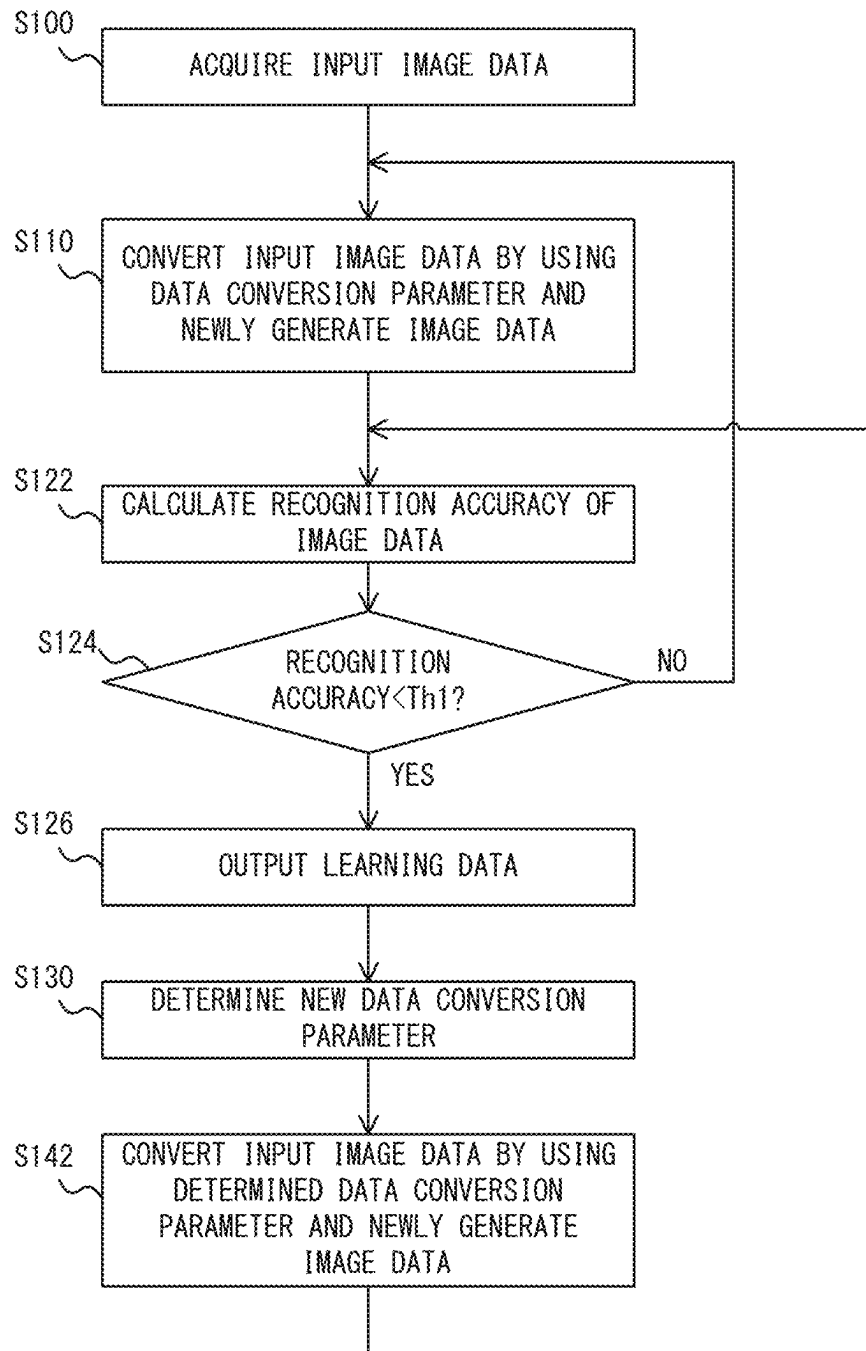 S100
ACQUIRE INPUT IMAGE DATA
S110
CONVERT INPUT IMAGE DATA BY USING
DATA CONVERSION PARAMETER AND
NEWLY GENERATE IMAGE DATA
S122
CALCULATE RECOGNITION ACCURACY OF
IMAGE DATA
S124
RECOGNITION
ACCURACY<Th1?
NO
YES
S126
OUTPUT LEARNING DATA
S130
DETERMINE NEW DATA CONVERSION
PARAMETER
S142
CONVERT INPUT IMAGE DATA BY USING
DETERMINED DATA CONVERSION
PARAMETER AND NEWLY GENERATE
IMAGE DATA